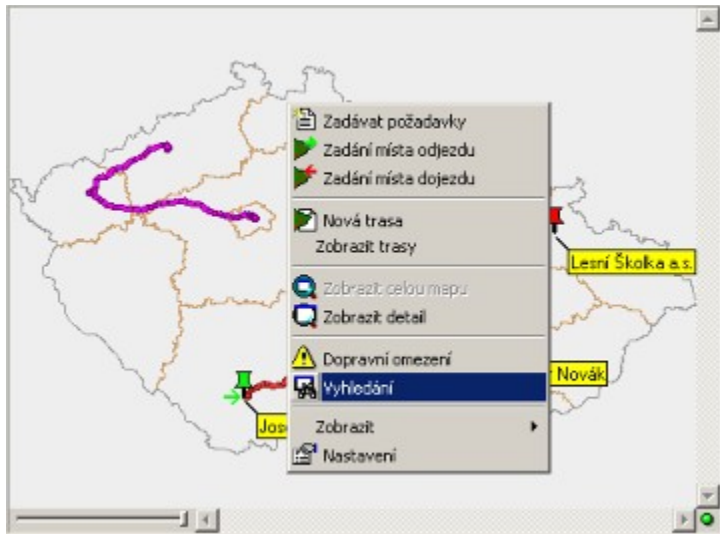 Zadávat požadavky
Zadání místa odjezdu
Zadání místa dojezdu
Nová trasa
Zobrazit trasy
Lesní Školka a.s.
Zobrazit celou mapu
Zobrazit detail
Dopravní omezení
Novák
Vyhledání
Jos
Zobrazit
Nastavení